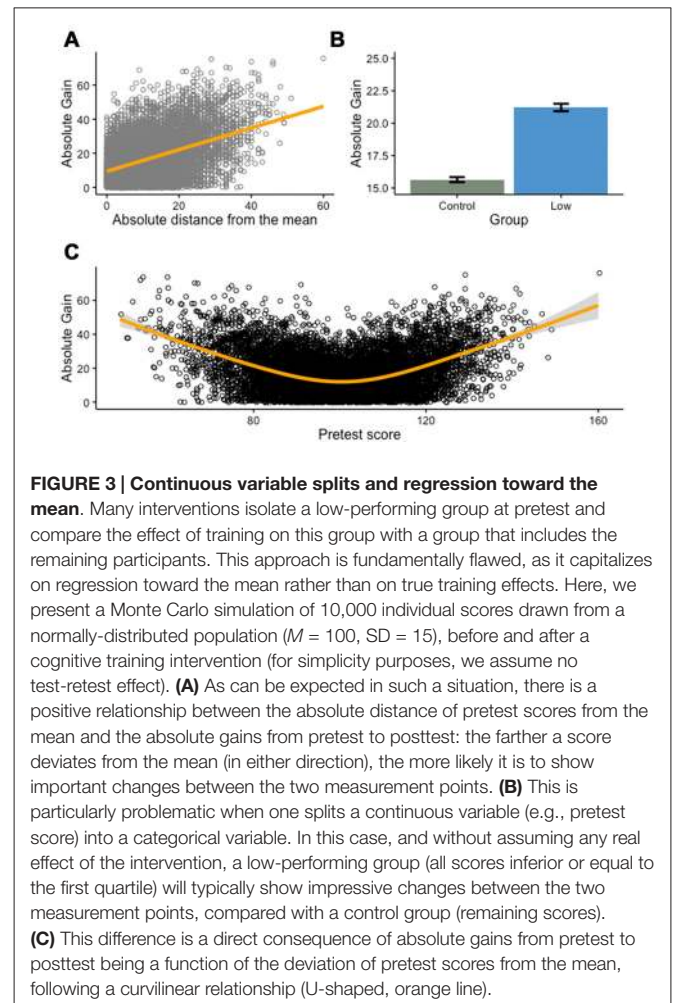 A
B
Absolute Gain
60
40
20
0
0
20
40
60
Absolute distance from the mean
Absolute Gain
25.0
22.5
20.0
17.5
15.0
Control
Low
Group
C
Absolute Gain
60
40
20
0
80
120
160
Pretest score
FIGURE 3 | Continuous variable splits and regression toward the
mean. Many interventions isolate a low-performing group at pretest and
compare the effect of training on this group with a group that includes the
remaining participants. This approach is fundamentally flawed, as it capitalizes
on regression toward the mean rather than on true training effects. Here, we
present a Monte Carlo simulation of 10,000 individual scores drawn from a
normally-distributed population (M = 100, SD = 15), before and after a
cognitive training intervention (for simplicity purposes, we assume no
test-retest effect). (A) As can be expected in such a situation, there is a
positive relationship between the absolute distance of pretest scores from the
mean and the absolute gains from pretest to posttest: the farther a score
deviates from the mean (in either direction), the more likely it is to show
important changes between the two measurement points. (B) This is
particularly problematic when one splits a continuous variable (e.g., pretest
score) into a categorical variable. In this case, and without assuming any real
effect of the intervention, a low-performing group (all scores inferior or equal to
the first quartile) will typically show impressive changes between the two
measurement points, compared with a control group (remaining scores).
(C) This difference is a direct consequence of absolute gains from pretest to
posttest being a function of the deviation of pretest scores from the mean,
following a curvilinear relationship (U-shaped, orange line).